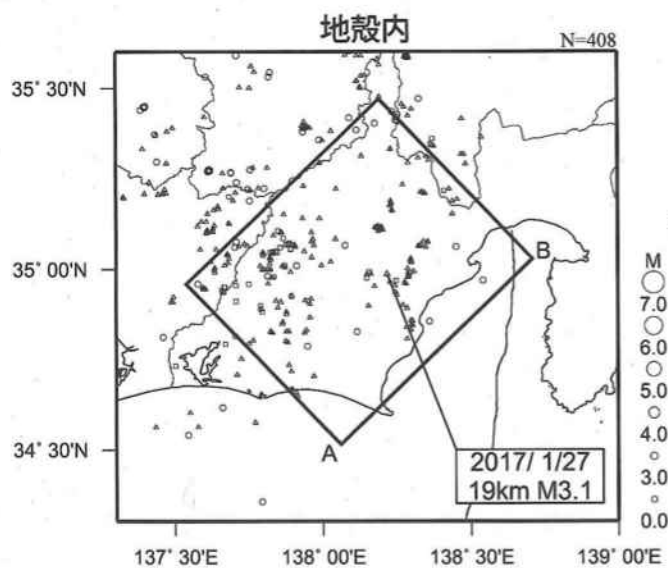 地殻内
N=408
35° 30'N
35° 00'N
34° 30'N
B
A
2017/ 1/27
19km M3.1
M
7.0
6.0
5.0
4.0
3.0
0.0
137° 30'E
138° 00'E
138° 30'E
139° 00'E